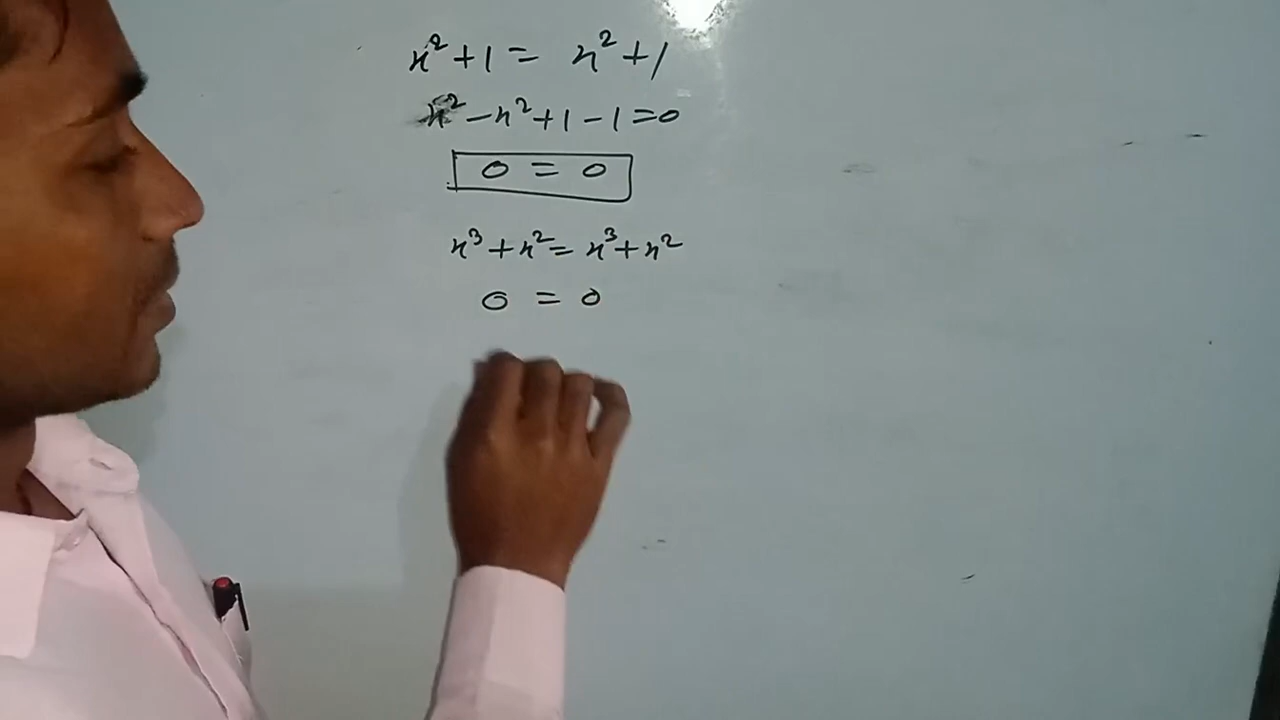 x² + 1 = x² + 1
x² - x² + 1 - 1 = 0
0 = 0
x³ + x² = x³ + x²
0 = 0